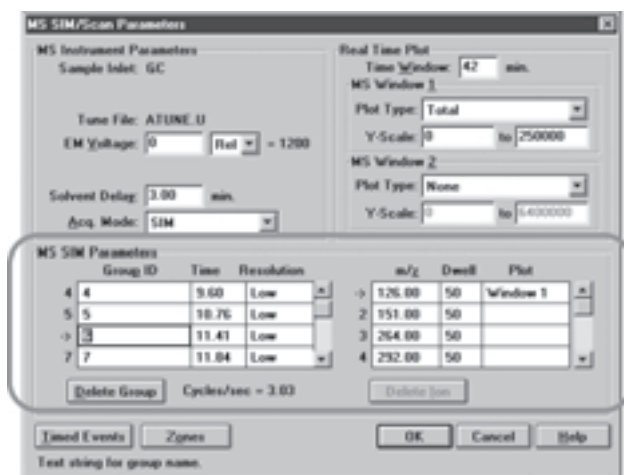 MS SIM/Scan Parameters
MS Instrument Parameters
Sample Inlet: GC
Tune File: ATUNE.U
EM Voltage: 0 Rel = 1200
Solvent Delay: 3.00 min.
Acq. Mode: SIM
Real Time Plot
Time Window: 42 min.
MS Window 1
Plot Type: Total
Y-Scale: 0 to 250000
MS Window 2
Plot Type: None
Y-Scale: 0 to 6400000
MS SIM Parameters
Group ID Time Resolution
4 4 9.60 Low
5 5 10.76 Low
-> 11.41 Low
7 7 11.84 Low
Delete Group Cycles/sec = 3.03
m/z Dwell Plot
-> 126.00 50 Window 1
2 151.00 50
3 264.00 50
4 292.00 50
Delete Ion
Timed Events Zones OK Cancel Help
Text string for group name.